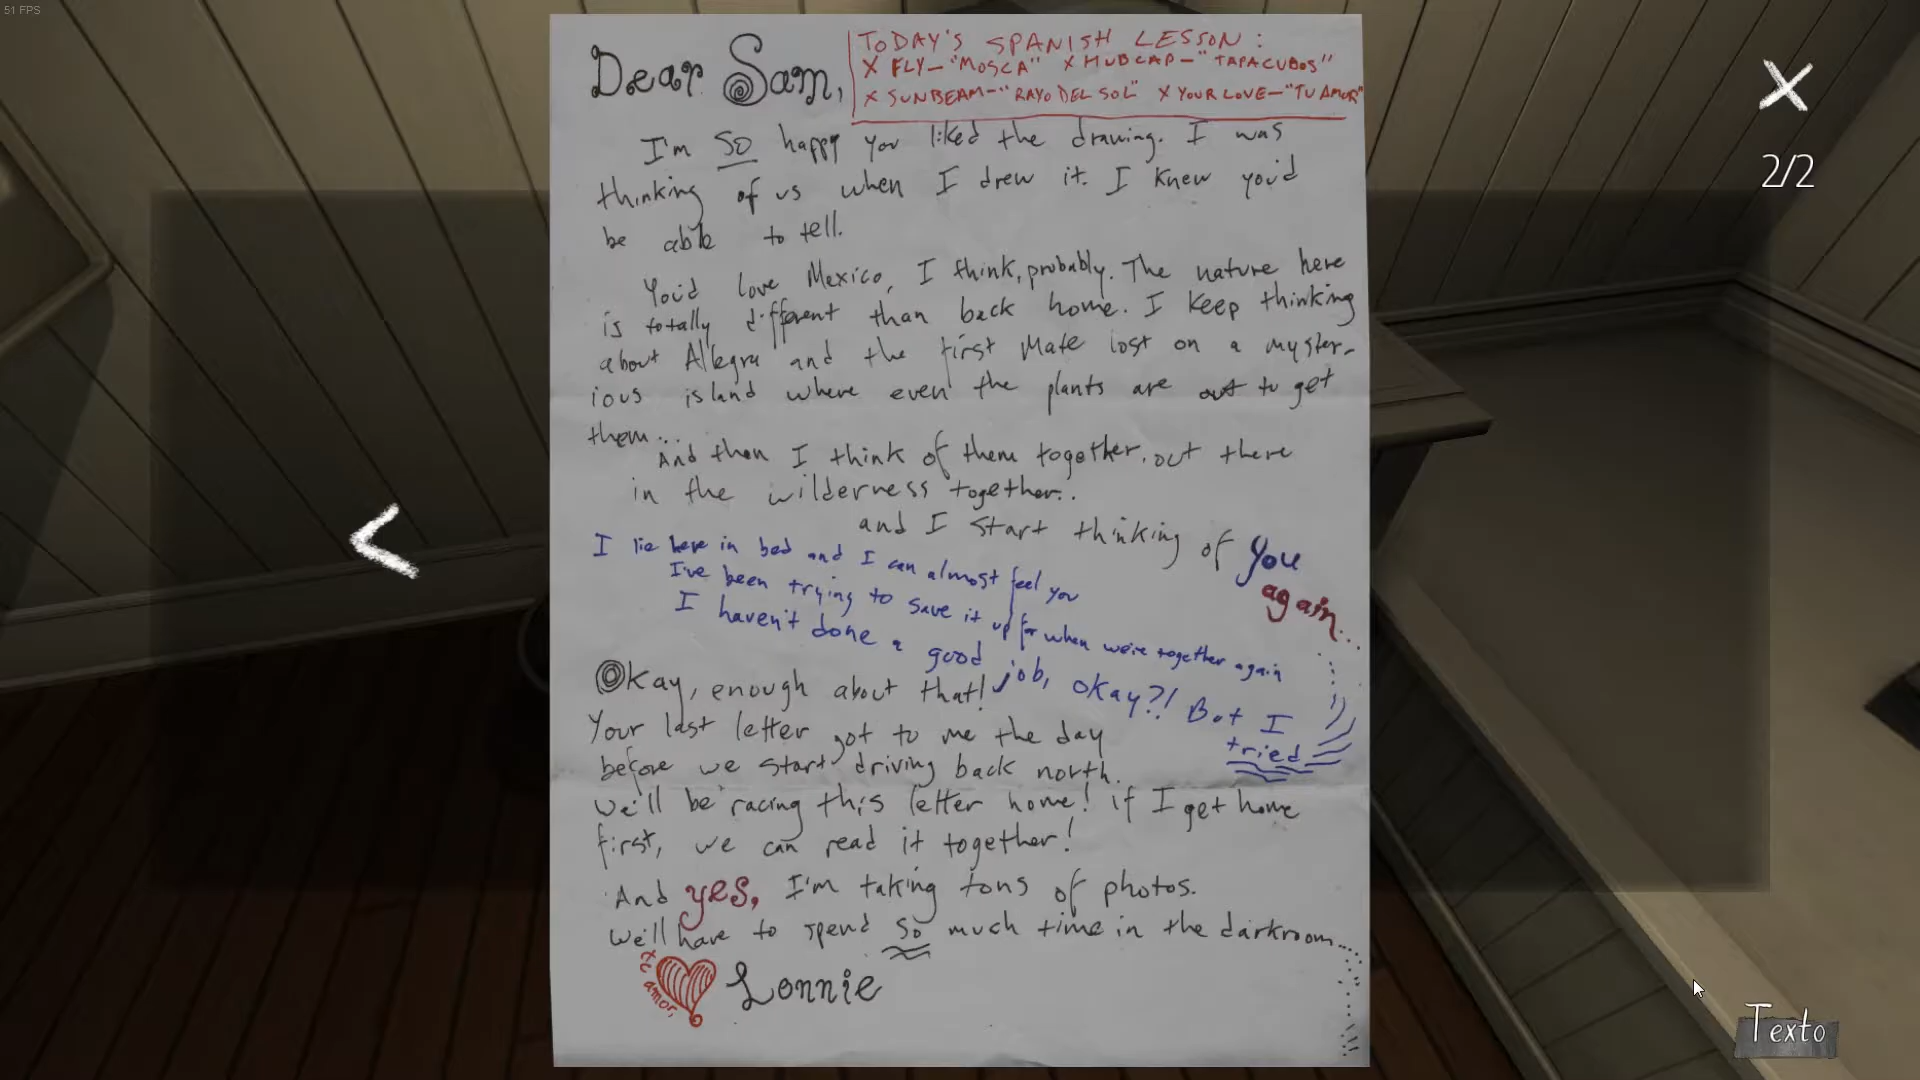 51 FPS
Dear Sam,
TODAY'S SPANISH LESSON:
X FLY—"MOSCA" X HUBCAP—"TAPACUBOS"
X SUNBEAM—"RAYO DEL SOL" X YOUR LOVE—"TU AMOR"
I'm SO happy you liked the drawing. I was
thinking of us when I drew it. I knew you'd
be able to tell.
You'd love Mexico, I think, probably. The nature here
is totally different than back home. I keep thinking
about Allegra and the First Mate lost on a myster-
ious island where even the plants are out to get
them...
And then I think of them together, out there
in the wilderness together..
and I start thinking of you
again...
I lie here in bed and I can almost feel you
I've been trying to save it up for when we're together again
I haven't done a good job, okay?! But I
tried
Okay, enough about that!
Your last letter got to me the day
before we start driving back north.
We'll be racing this letter home! if I get home
first, we can read it together!
And yes, I'm taking tons of photos.
We'll have to spend so much time in the darkroom...
tu amor,
Lonnie
2/2
Texto